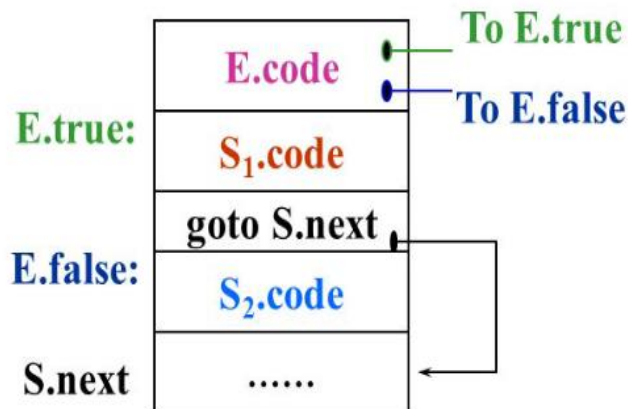 To E.true
E.code
To E.false
E.true:
S₁.code
goto S.next
E.false:
S₂.code
S.next
......